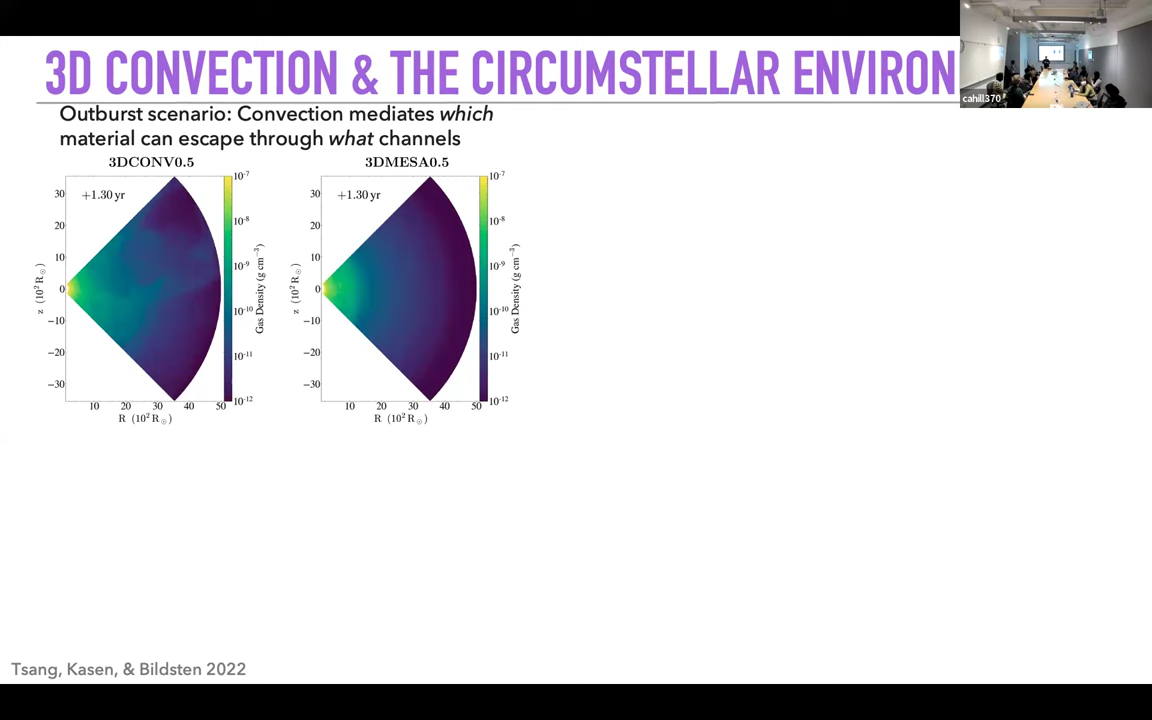 3D CONVECTION & THE CIRCUMSTELLAR ENVIRON
cahill370
Outburst scenario: Convection mediates which
material can escape through what channels
3DCONV0.5
3DMESA0.5
+1.30 yr
+1.30 yr
30
20
10
0
−10
−20
−30
z (10² R☉)
10 20 30 40 50
R (10² R☉)
10⁻⁷
10⁻⁸
10⁻⁹
10⁻¹⁰
10⁻¹¹
10⁻¹²
Gas Density (g cm⁻³)
30
20
10
0
−10
−20
−30
z (10² R☉)
10 20 30 40 50
R (10² R☉)
10⁻⁷
10⁻⁸
10⁻⁹
10⁻¹⁰
10⁻¹¹
10⁻¹²
Gas Density (g cm⁻³)
Tsang, Kasen, & Bildsten 2022